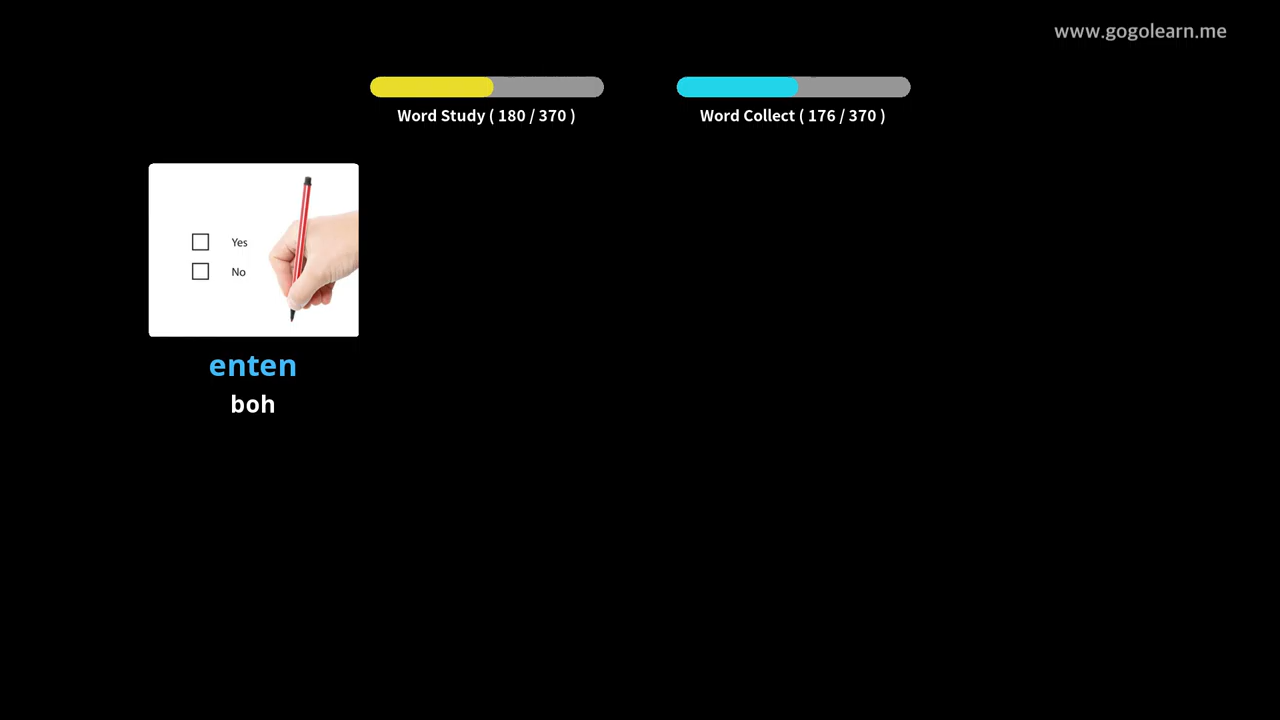 www.gogolearn.me
Word Study ( 180 / 370 )
Word Collect ( 176 / 370 )
Yes
No
enten
boh